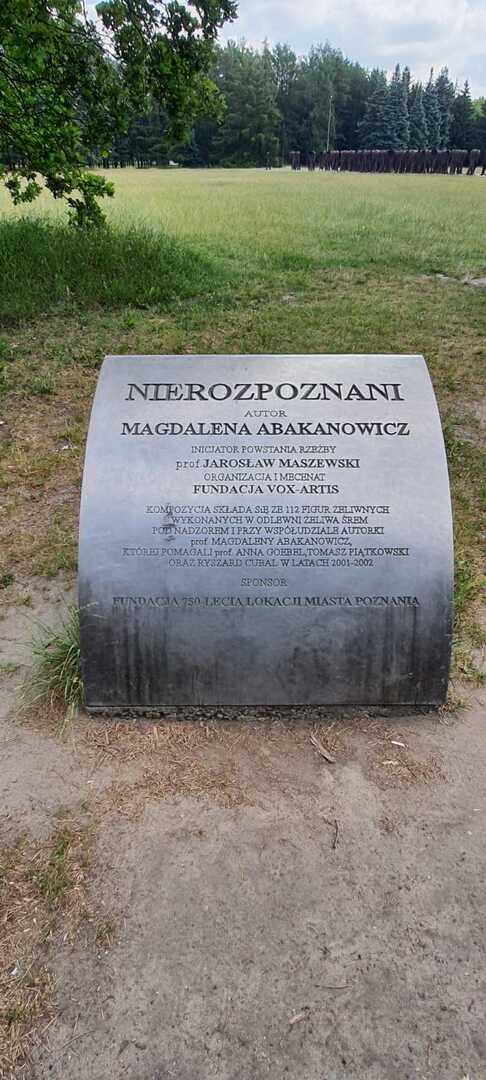 NIEROZPOZNANI
AUTOR
MAGDALENA ABAKANOWICZ
INICJATOR POWSTANIA RZEŹBY
prof. JAROSŁAW MASZEWSKI
ORGANIZACJA I MECENAT
FUNDACJA VOX-ARTIS
KOMPOZYCJA SKŁADA SIĘ ZE 112 FIGUR ŻELIWNYCH
WYKONANYCH W ODLEWNI ŻELIWA ŚREM
POD NADZOREM I PRZY WSPÓŁUDZIALE AUTORKI
prof. MAGDALENY ABAKANOWICZ,
KTÓREJ POMAGALI prof. ANNA GOEBEL, TOMASZ PIĄTKOWSKI
ORAZ RYSZARD CUBAL W LATACH 2001-2002
SPONSOR
FUNDACJA 750-LECIA LOKACJI MIASTA POZNANIA